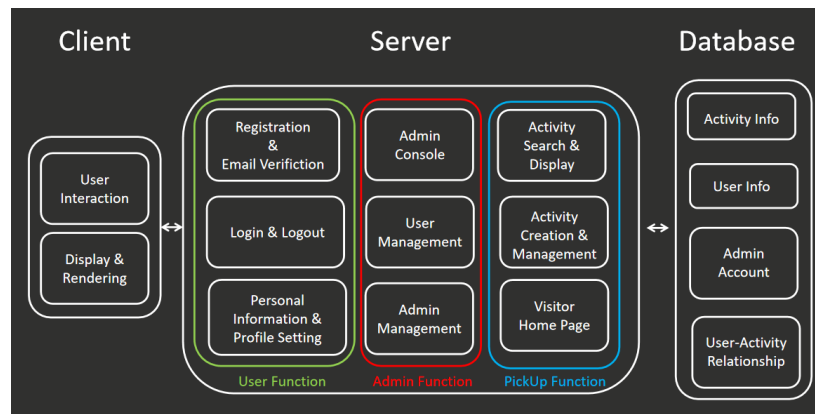 Client
Server
Database
User
Interaction
Display &
Rendering
Registration
&
Email Verifiction
Login & Logout
Personal
Information &
Profile Setting
User Function
Admin
Console
User
Management
Admin
Management
Admin Function
Activity
Search &
Display
Activity
Creation &
Management
Visitor
Home Page
PickUp Function
Activity Info
User Info
Admin
Account
User-Activity
Relationship